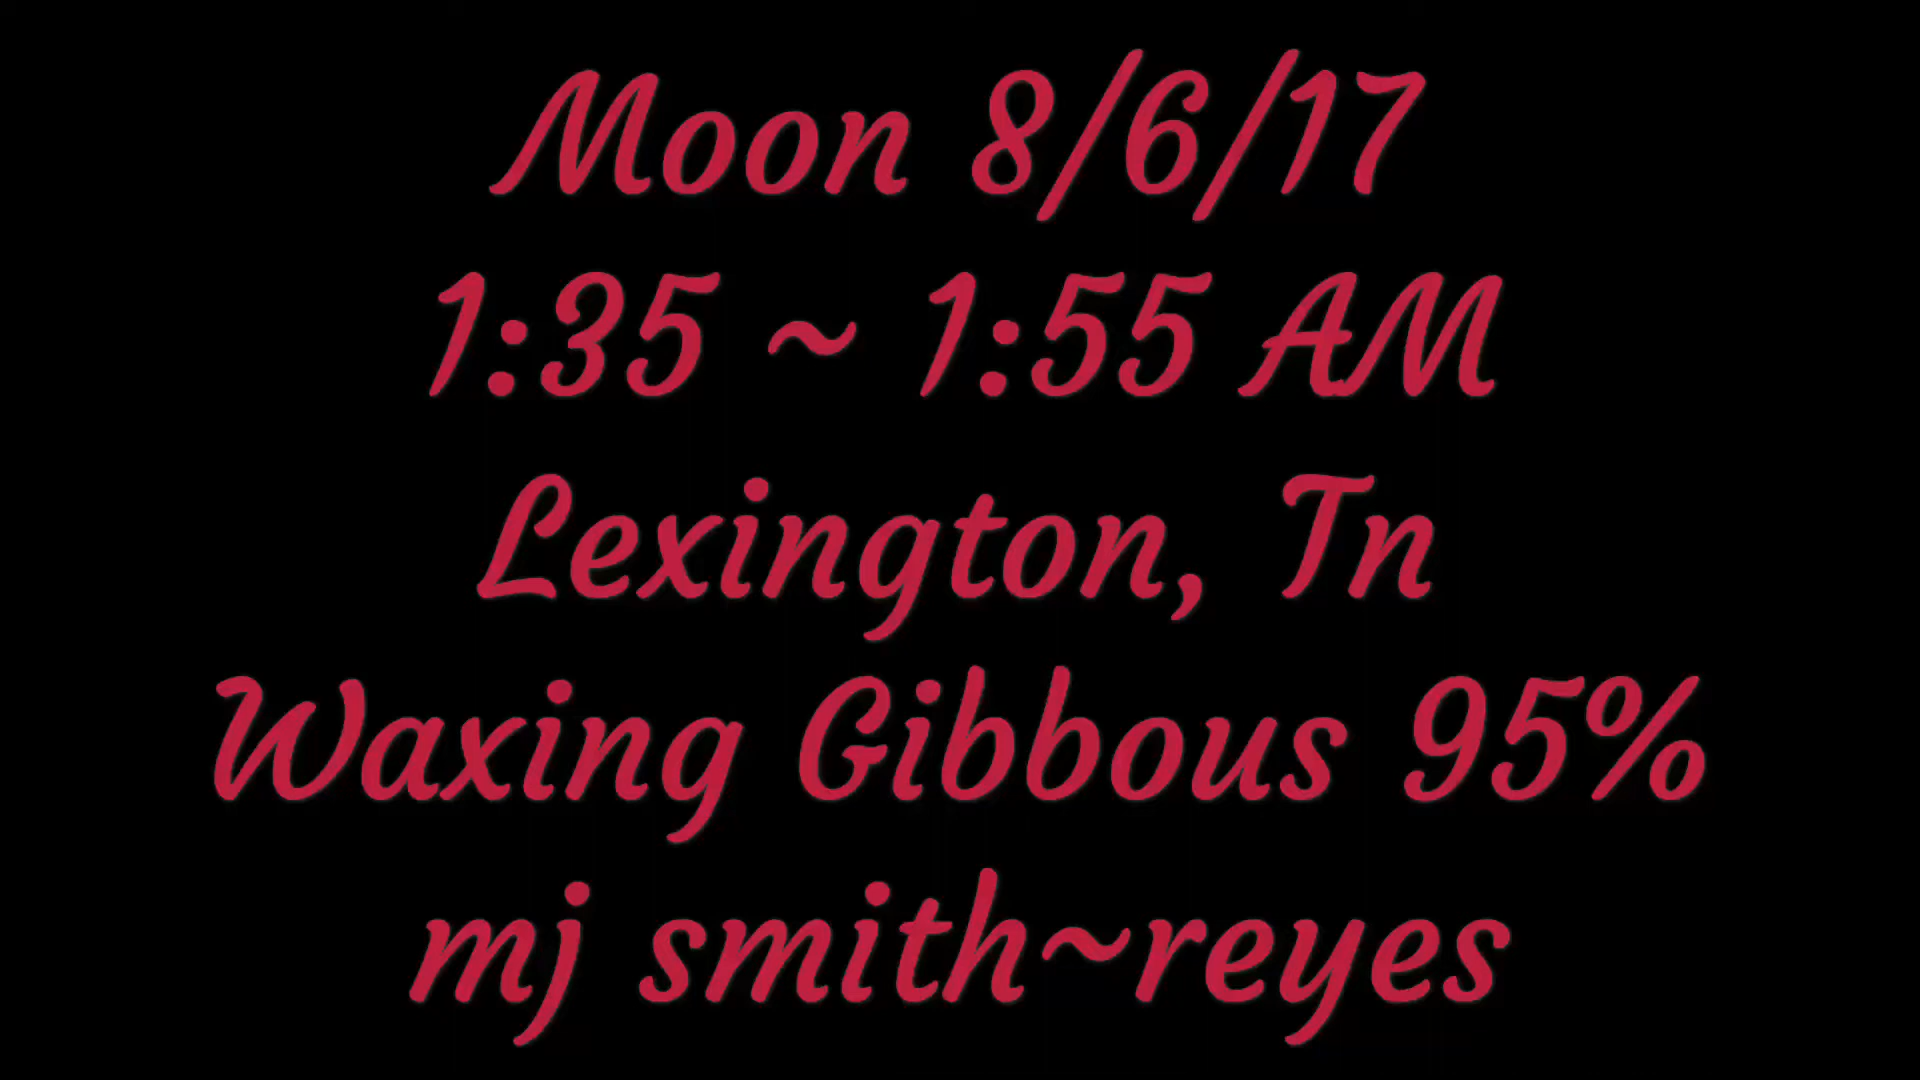 Moon 8/6/17
1:35 ~ 1:55 AM
Lexington, Tn
Waxing Gibbous 95%
mj smith~reyes